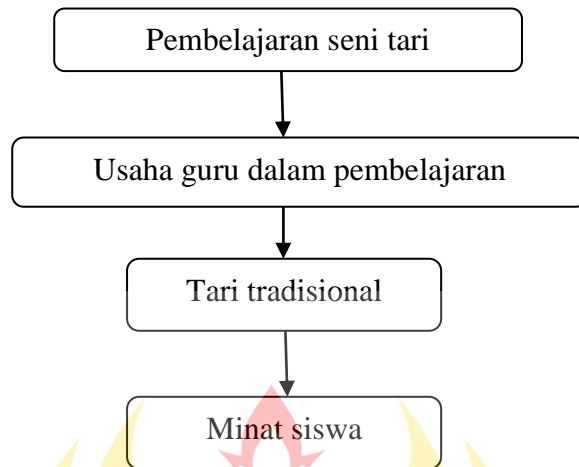 Pembelajaran seni tari
Usaha guru dalam pembelajaran
Tari tradisional
Minat siswa